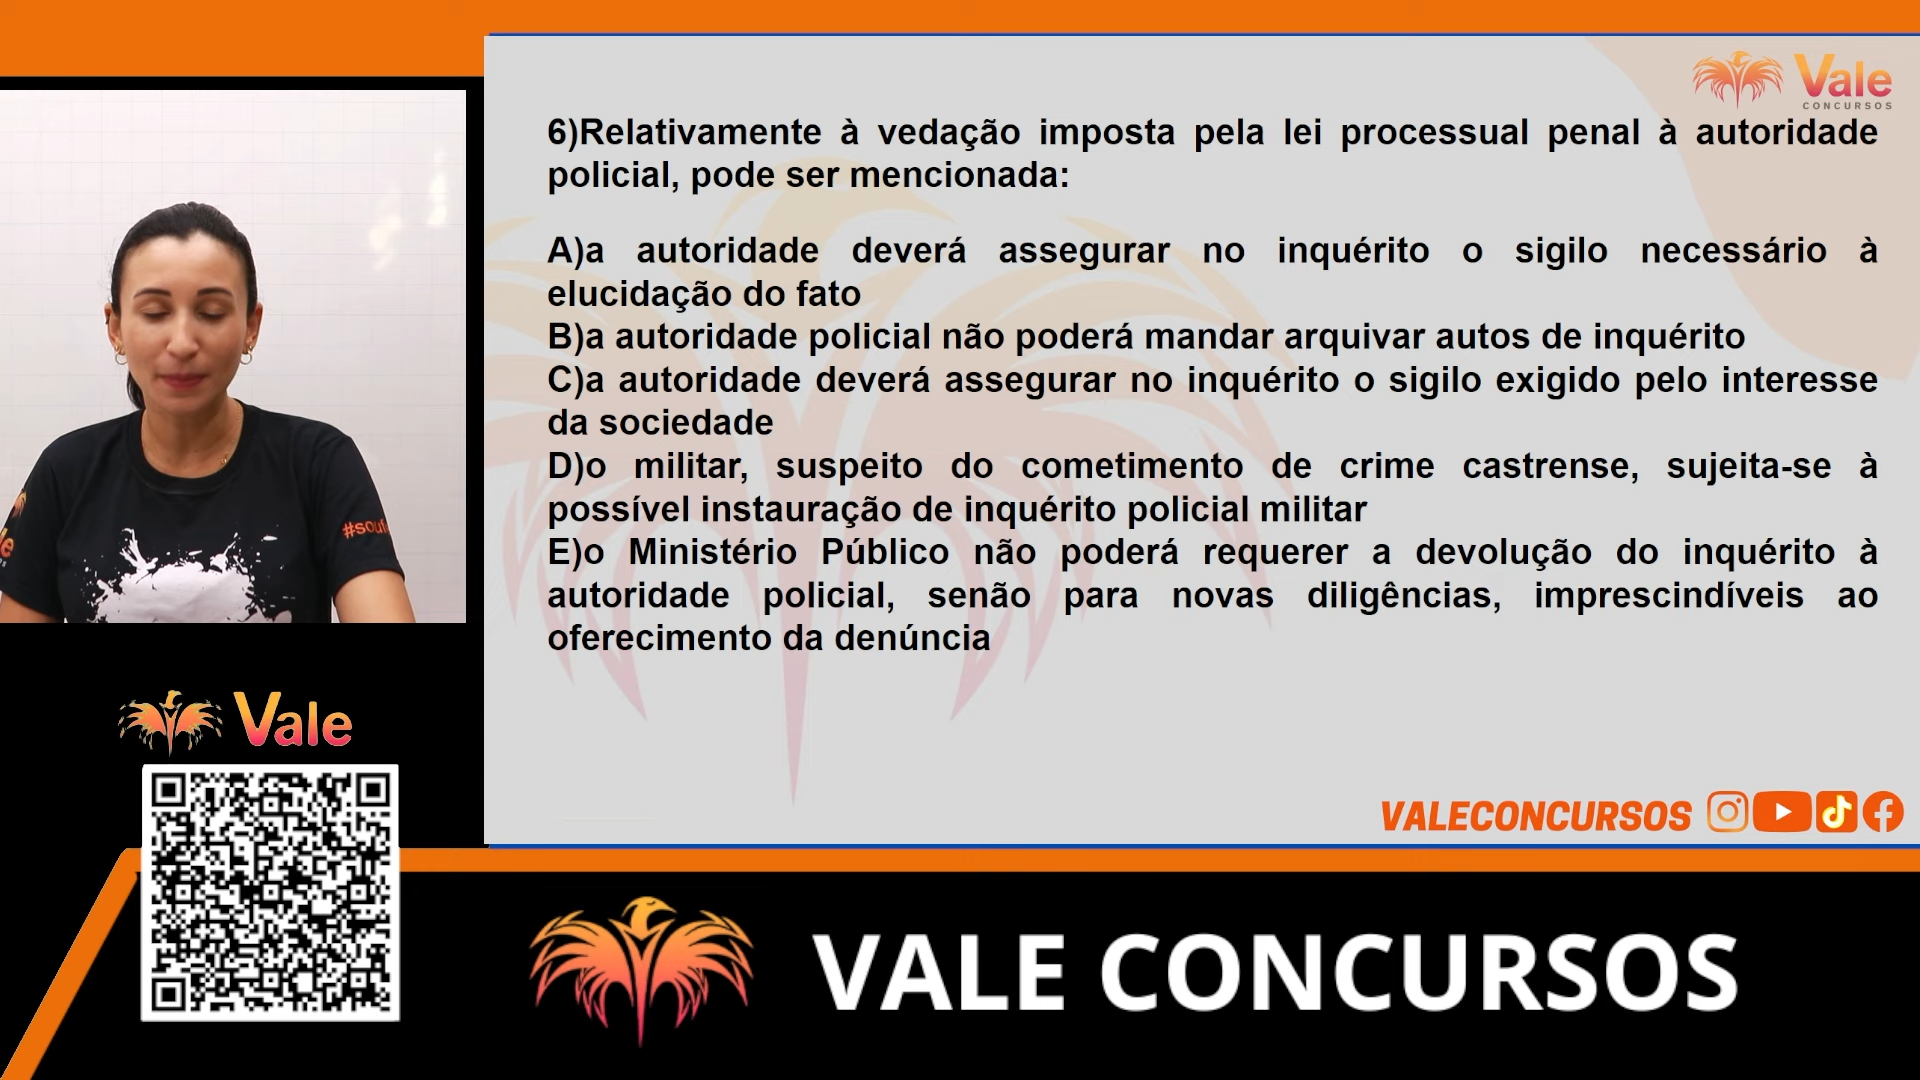 Vale
CONCURSOS
6)Relativamente à vedação imposta pela lei processual penal à autoridade
policial, pode ser mencionada:
A)a autoridade deverá assegurar no inquérito o sigilo necessário à
elucidação do fato
B)a autoridade policial não poderá mandar arquivar autos de inquérito
C)a autoridade deverá assegurar no inquérito o sigilo exigido pelo interesse
da sociedade
D)o militar, suspeito do cometimento de crime castrense, sujeita-se à
possível instauração de inquérito policial militar
E)o Ministério Público não poderá requerer a devolução do inquérito à
autoridade policial, senão para novas diligências, imprescindíveis ao
oferecimento da denúncia
Vale
VALECONCURSOS
VALE CONCURSOS